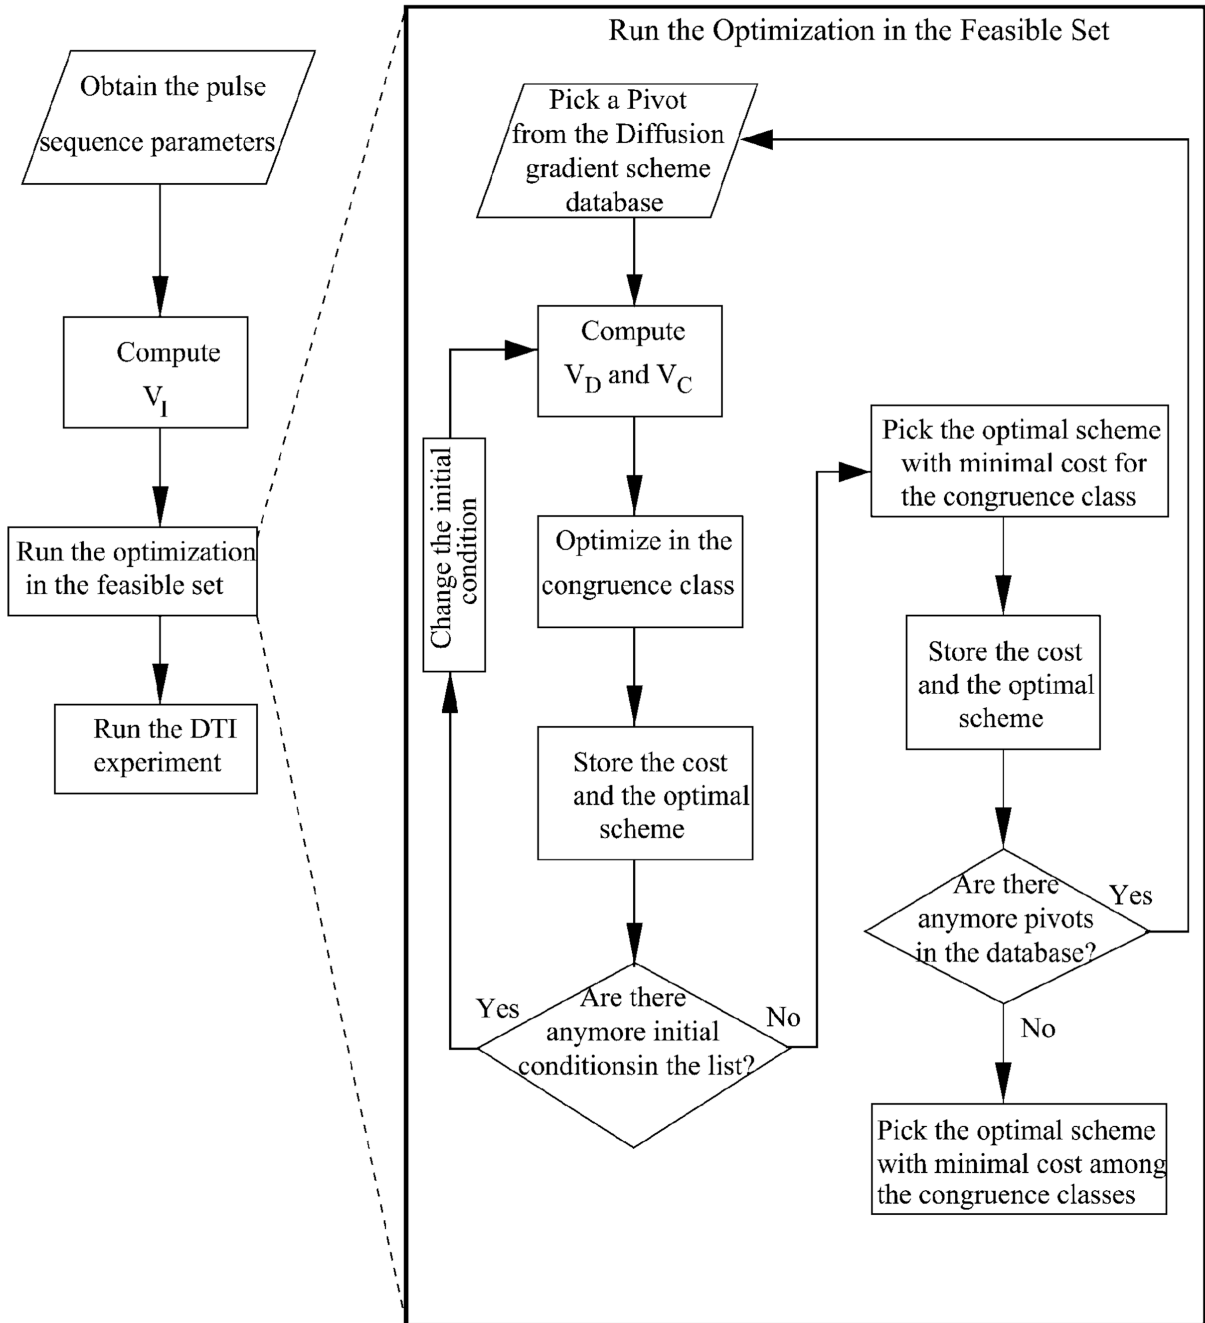 Obtain the pulse
sequence parameters
Compute
V_I
Run the optimization
in the feasible set
Run the DTI
experiment
Run the Optimization in the Feasible Set
Pick a Pivot
from the Diffusion
gradient scheme
database
Compute
V_D and V_C
Change the initial
condition
Optimize in the
congruence class
Store the cost
and the optimal
scheme
Are there
anymore initial
conditionsin the list?
Yes
No
Pick the optimal scheme
with minimal cost for
the congruence class
Store the cost
and the optimal
scheme
Are there
anymore pivots
in the database?
Yes
No
Pick the optimal scheme
with minimal cost among
the congruence classes